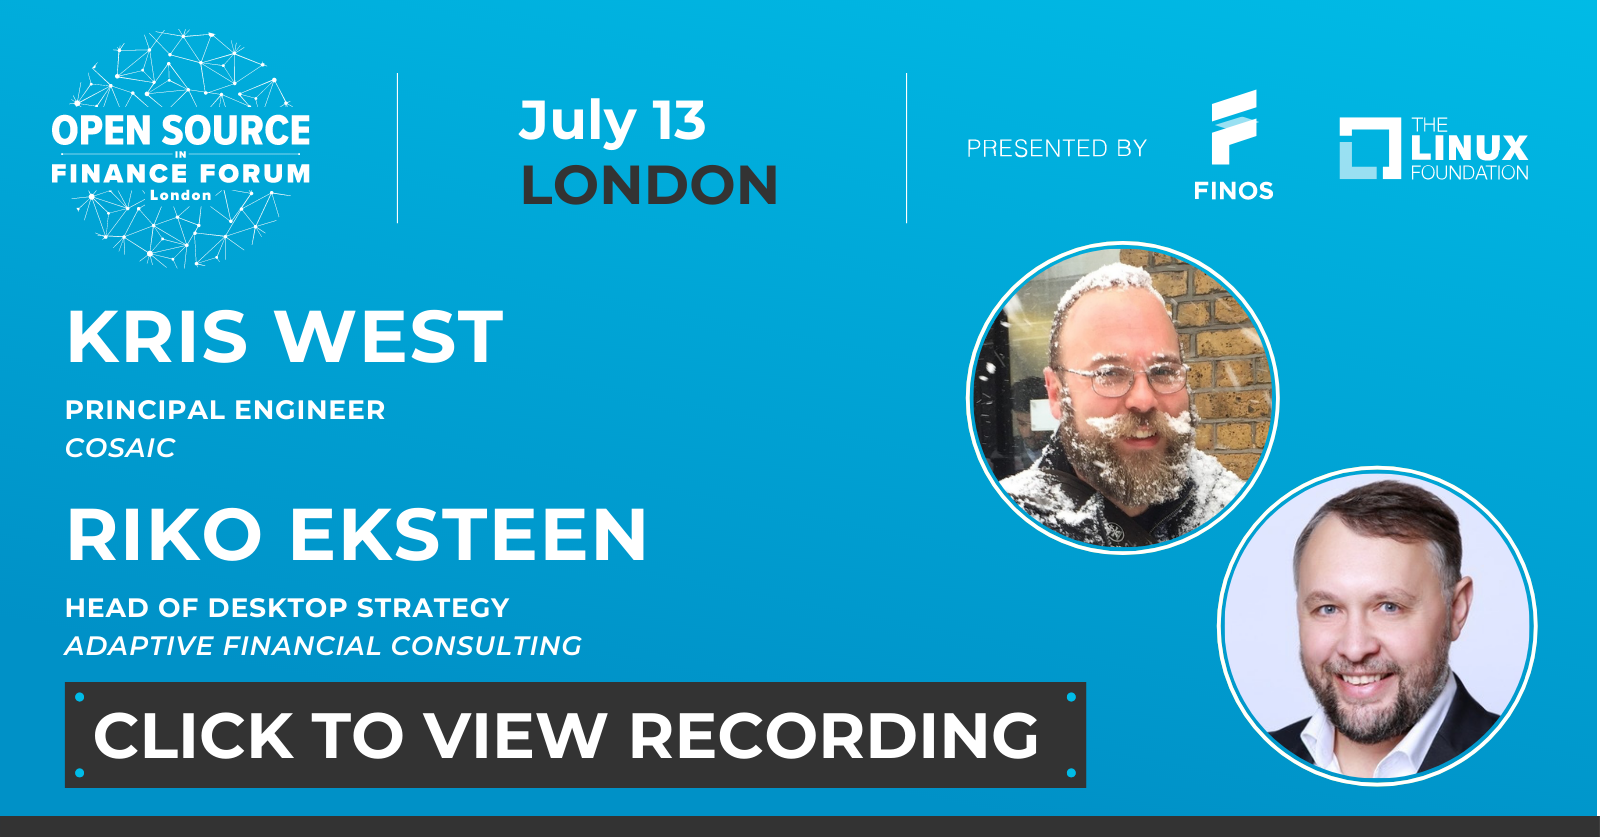 OPEN SOURCE
IN
FINANCE FORUM
London
July 13
LONDON
PRESENTED BY
FINOS
THE
LINUX
FOUNDATION
KRIS WEST
PRINCIPAL ENGINEER
COSAIC
RIKO EKSTEEN
HEAD OF DESKTOP STRATEGY
ADAPTIVE FINANCIAL CONSULTING
CLICK TO VIEW RECORDING